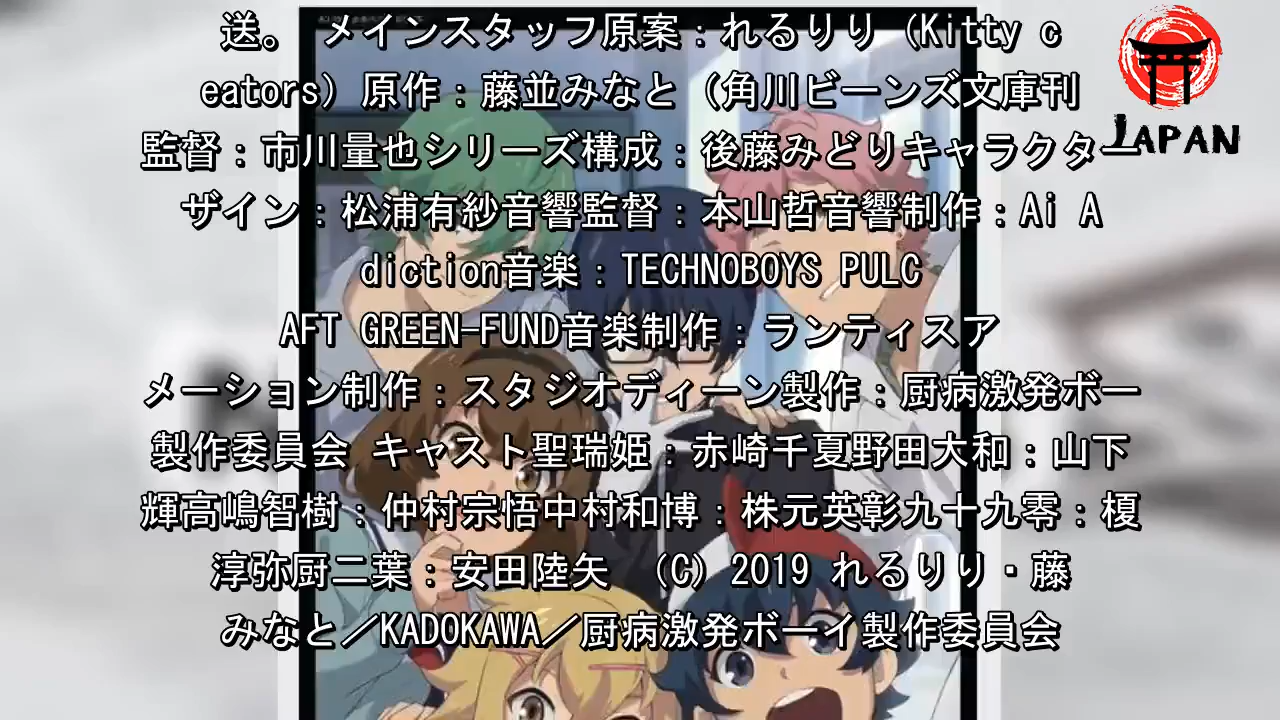 送。 メインスタッフ原案：れるりり（Kitty c
eators）原作：藤並みなと（角川ビーンズ文庫刊
監督：市川量也シリーズ構成：後藤みどりキャラクター
ザイン：松浦有紗音響監督：本山哲音響制作：Ai A
diction音楽：TECHNOBOYS PULC
AFT GREEN-FUND音楽制作：ランティスア
メーション制作：スタジオディーン製作：厨病激発ボー
製作委員会 キャスト聖瑞姫：赤崎千夏野田大和：山下
輝高嶋智樹：仲村宗悟中村和博：株元英彰九十九零：榎
淳弥厨二葉：安田陸矢 （C）2019 れるりり・藤
みなと／KADOKAWA／厨病激発ボーイ製作委員会
JAPAN